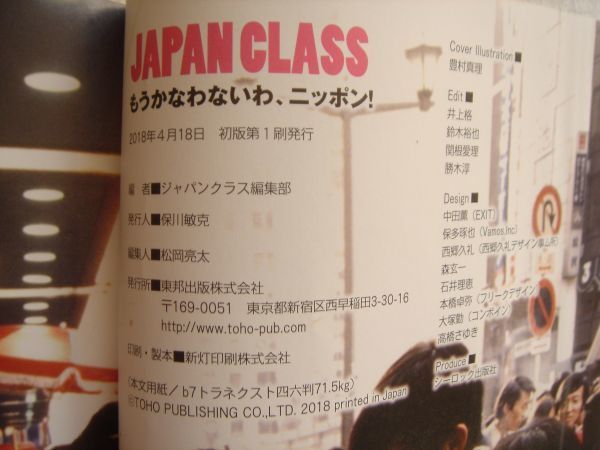 JAPAN CLASS
もうかなわないわ、ニッポン!
2018年4月18日 初版第1刷発行
編 者■ジャパンクラス編集部
発行人■保川敏克
編集人■松岡亮太
発行所■東邦出版株式会社
〒169-0051 東京都新宿区西早稲田3-30-16
http://www.toho-pub.com
印刷・製本■新灯印刷株式会社
(本文用紙/b7トラネクスト四六判71.5kg)
©TOHO PUBLISHING CO.,LTD. 2018 printed in Japan
Cover Illustration■
豊村真理
Edit■
井上格
鈴木裕也
関根愛理
勝木淳
Design■
中田薫(EXIT)
保多琢也(Vamos,Inc)
西郷久礼(西郷久礼デザイン事ム所)
森玄一
石井理恵
本橋卓弥(フリークデザイン)
大塚勤(コンボイン)
高橋さゆき
Produce■
シーロック出版社